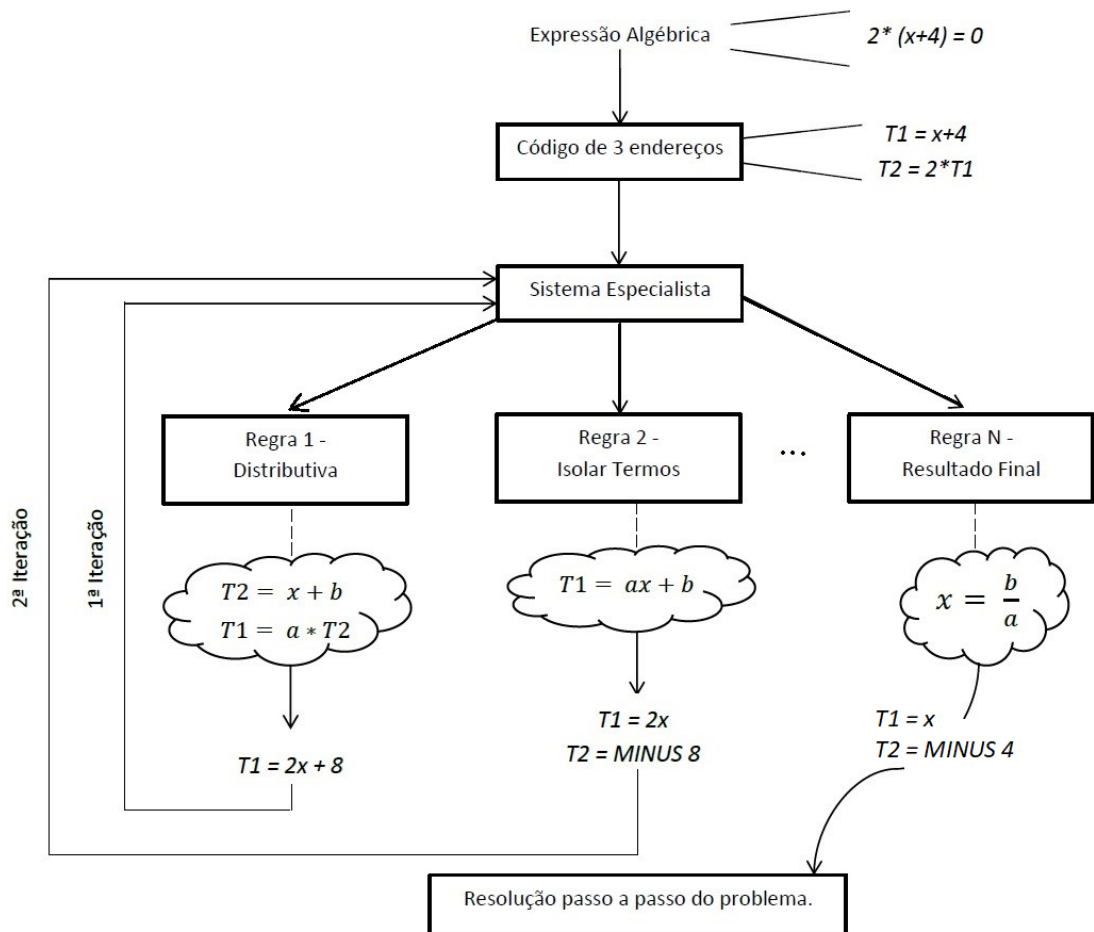 Expressão Algébrica
2* (x+4) = 0
Código de 3 endereços
T1 = x+4
T2 = 2*T1
Sistema Especialista
Regra 1 -
Distributiva
Regra 2 -
Isolar Termos
...
Regra N -
Resultado Final
2ª Iteração
1ª Iteração
T2 = x + b
T1 = a * T2
T1 = ax + b
x = b/a
T1 = 2x + 8
T1 = 2x
T2 = MINUS 8
T1 = x
T2 = MINUS 4
Resolução passo a passo do problema.